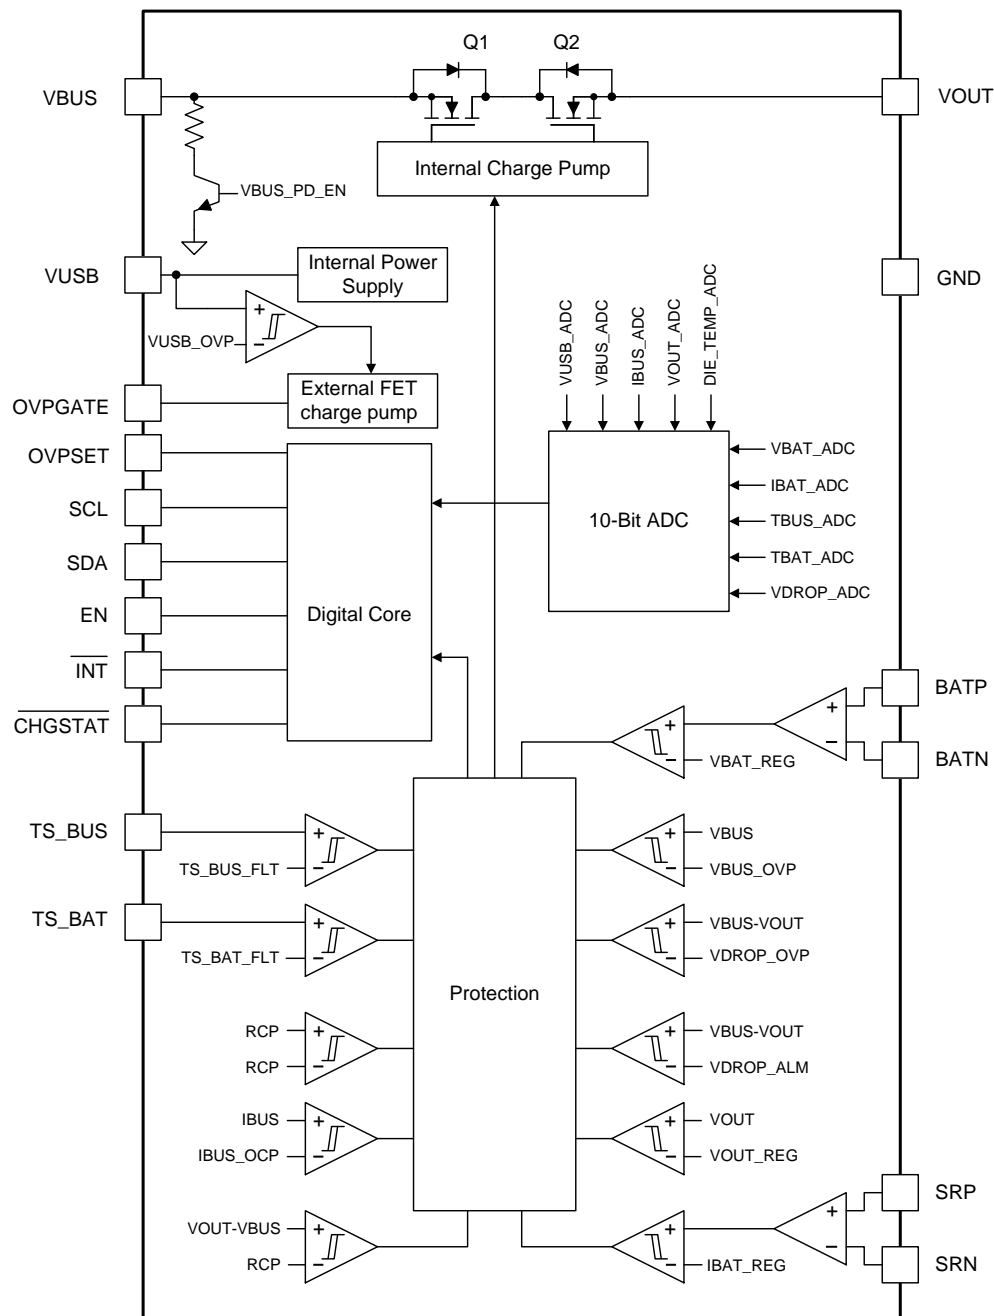 Q1
Q2
VBUS
VOUT
Internal Charge Pump
VBUS_PD_EN
VUSB
Internal Power
Supply
GND
+
VUSB_OVP
−
VUSB_ADC
VBUS_ADC
IBUS_ADC
VOUT_ADC
DIE_TEMP_ADC
OVPGATE
External FET
charge pump
OVPSET
SCL
SDA
EN
INT
CHGSTAT
Digital Core
10-Bit ADC
VBAT_ADC
IBAT_ADC
TBUS_ADC
TBAT_ADC
VDROP_ADC
BATP
BATN
+
−
+
−
VBAT_REG
TS_BUS
+
TS_BUS_FLT
−
+
VBUS
−
VBUS_OVP
TS_BAT
+
TS_BAT_FLT
−
+
VBUS-VOUT
−
VDROP_OVP
Protection
RCP
+
RCP
−
+
VBUS-VOUT
−
VDROP_ALM
IBUS
+
IBUS_OCP
−
+
VOUT
−
VOUT_REG
VOUT-VBUS
+
RCP
−
+
−
IBAT_REG
+
−
SRP
SRN